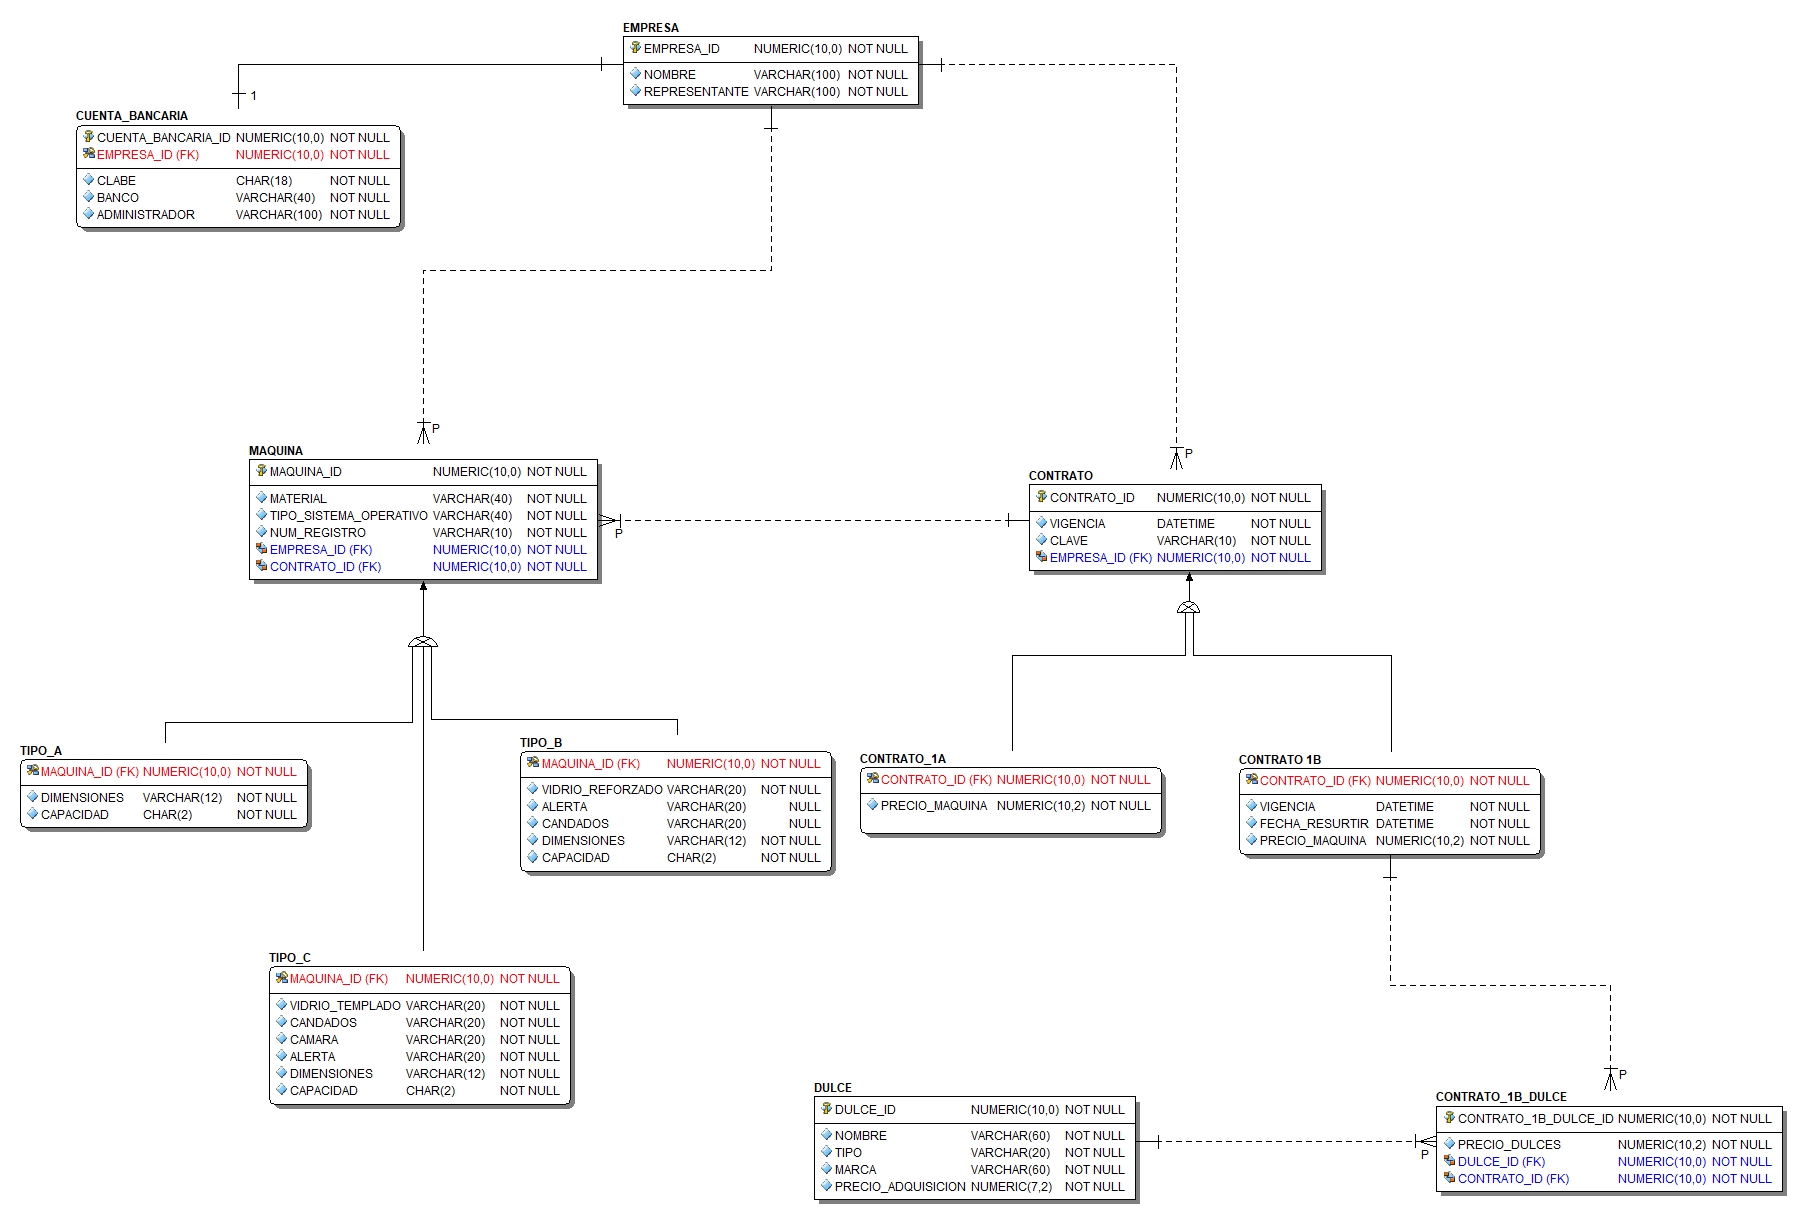 EMPRESA
EMPRESA_ID NUMERIC(10,0) NOT NULL
NOMBRE VARCHAR(100) NOT NULL
REPRESENTANTE VARCHAR(100) NOT NULL
1
CUENTA_BANCARIA
CUENTA_BANCARIA_ID NUMERIC(10,0) NOT NULL
EMPRESA_ID (FK) NUMERIC(10,0) NOT NULL
CLABE CHAR(18) NOT NULL
BANCO VARCHAR(40) NOT NULL
ADMINISTRADOR VARCHAR(100) NOT NULL
P
MAQUINA
MAQUINA_ID NUMERIC(10,0) NOT NULL
MATERIAL VARCHAR(40) NOT NULL
TIPO_SISTEMA_OPERATIVO VARCHAR(40) NOT NULL
NUM_REGISTRO VARCHAR(10) NOT NULL
EMPRESA_ID (FK) NUMERIC(10,0) NOT NULL
CONTRATO_ID (FK) NUMERIC(10,0) NOT NULL
P
P
CONTRATO
CONTRATO_ID NUMERIC(10,0) NOT NULL
VIGENCIA DATETIME NOT NULL
CLAVE VARCHAR(10) NOT NULL
EMPRESA_ID (FK) NUMERIC(10,0) NOT NULL
TIPO_A
MAQUINA_ID (FK) NUMERIC(10,0) NOT NULL
DIMENSIONES VARCHAR(12) NOT NULL
CAPACIDAD CHAR(2) NOT NULL
TIPO_B
MAQUINA_ID (FK) NUMERIC(10,0) NOT NULL
VIDRIO_REFORZADO VARCHAR(20) NOT NULL
ALERTA VARCHAR(20) NULL
CANDADOS VARCHAR(20) NULL
DIMENSIONES VARCHAR(12) NOT NULL
CAPACIDAD CHAR(2) NOT NULL
CONTRATO_1A
CONTRATO_ID (FK) NUMERIC(10,0) NOT NULL
PRECIO_MAQUINA NUMERIC(10,2) NOT NULL
CONTRATO 1B
CONTRATO_ID (FK) NUMERIC(10,0) NOT NULL
VIGENCIA DATETIME NOT NULL
FECHA_RESURTIR DATETIME NOT NULL
PRECIO_MAQUINA NUMERIC(10,2) NOT NULL
TIPO_C
MAQUINA_ID (FK) NUMERIC(10,0) NOT NULL
VIDRIO_TEMPLADO VARCHAR(20) NOT NULL
CANDADOS VARCHAR(20) NOT NULL
CAMARA VARCHAR(20) NOT NULL
ALERTA VARCHAR(20) NOT NULL
DIMENSIONES VARCHAR(12) NOT NULL
CAPACIDAD CHAR(2) NOT NULL
DULCE
DULCE_ID NUMERIC(10,0) NOT NULL
NOMBRE VARCHAR(60) NOT NULL
TIPO VARCHAR(20) NOT NULL
MARCA VARCHAR(60) NOT NULL
PRECIO_ADQUISICION NUMERIC(7,2) NOT NULL
P
P
CONTRATO_1B_DULCE
CONTRATO_1B_DULCE_ID NUMERIC(10,0) NOT NULL
PRECIO_DULCES NUMERIC(10,2) NOT NULL
DULCE_ID (FK) NUMERIC(10,0) NOT NULL
CONTRATO_ID (FK) NUMERIC(10,0) NOT NULL